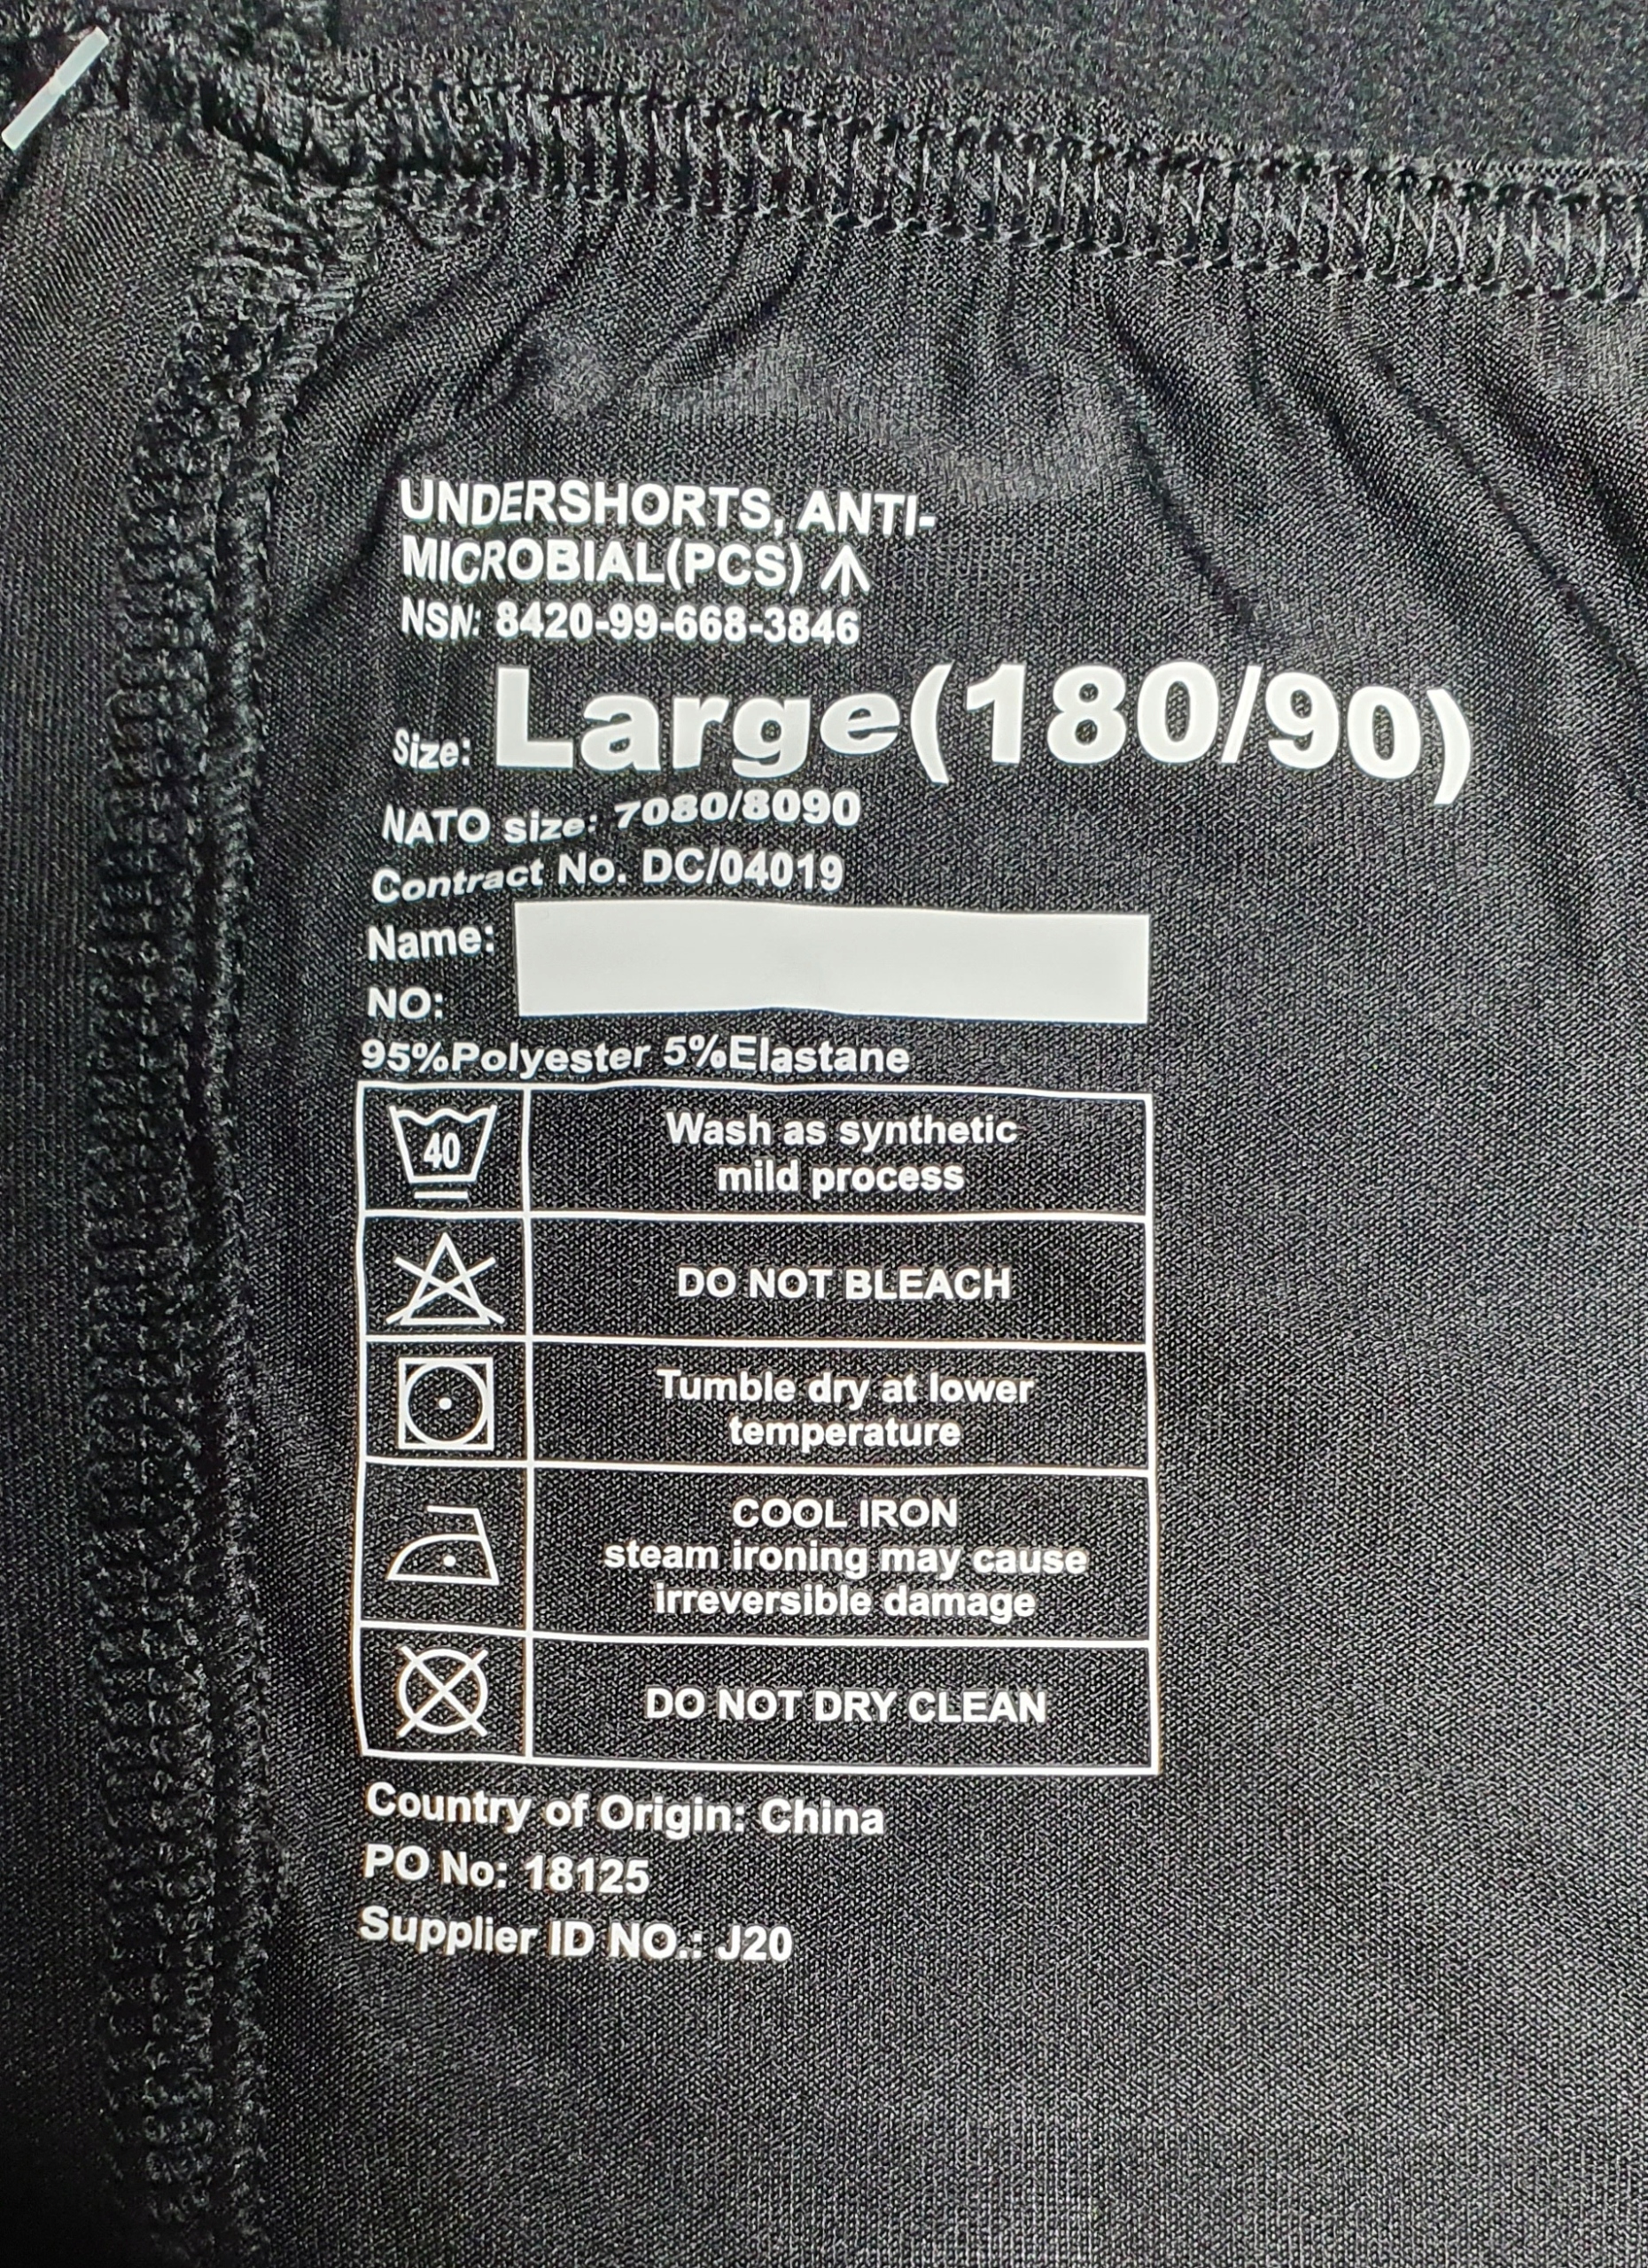 UNDERSHORTS, ANTI-
MICROBIAL(PCS)
NSN: 8420-99-668-3846
Size: Large(180/90)
NATO size: 7080/8090
Contract No. DC/04019
Name:
NO:
95%Polyester 5%Elastane
40
Wash as synthetic
mild process
DO NOT BLEACH
Tumble dry at lower
temperature
COOL IRON
steam ironing may cause
irreversible damage
DO NOT DRY CLEAN
Country of Origin: China
PO No: 18125
Supplier ID NO.: J20